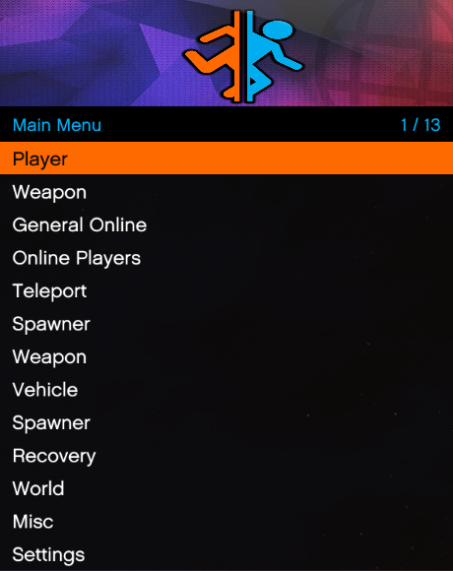 Main Menu 1 / 13
Player
Weapon
General Online
Online Players
Teleport
Spawner
Weapon
Vehicle
Spawner
Recovery
World
Misc
Settings